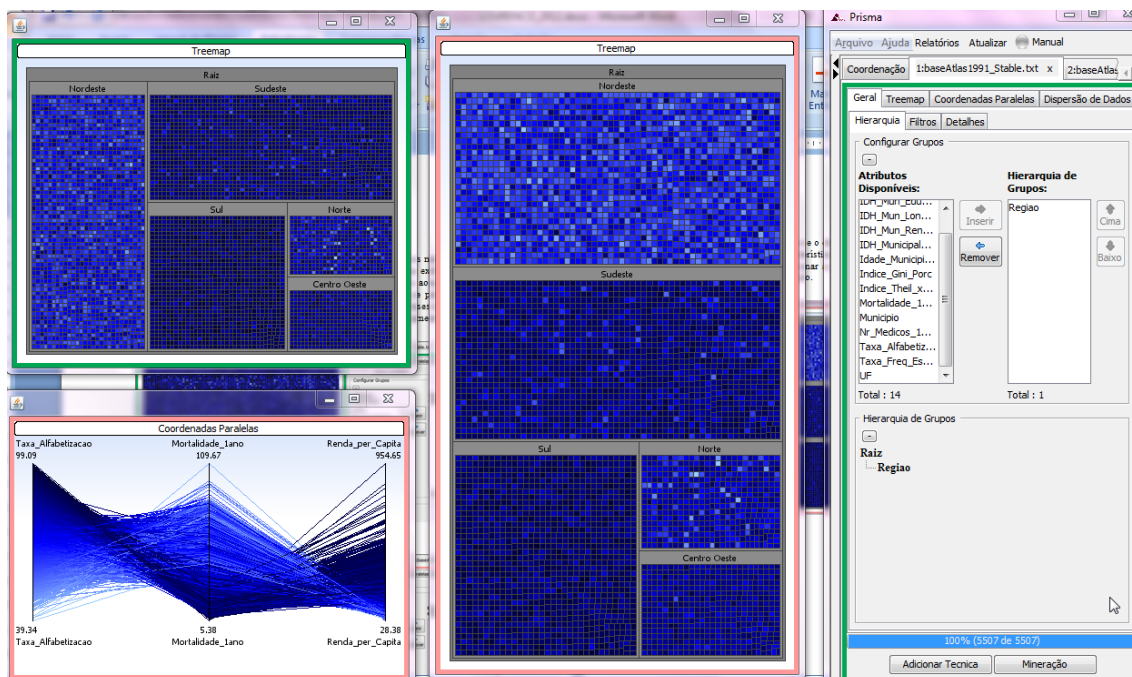 Treemap
Raiz
Nordeste
Sudeste
Sul
Norte
Centro Oeste
Coordenadas Paralelas
Taxa_Alfabetizacao
Mortalidade_1ano
Renda_per_Capita
99.09
109.67
954.65
39.34
5.38
28.38
Taxa_Alfabetizacao
Mortalidade_1ano
Renda_per_Capita
Treemap
Raiz
Nordeste
Sudeste
Sul
Norte
Centro Oeste
Prisma
Arquivo Ajuda Relatórios Atualizar Manual
Coordenação 1:baseAtlas1991_Stable.txt x 2:baseAtlas
Geral Treemap Coordenadas Paralelas Dispersão de Dados
Hierarquia Filtros Detalhes
Configurar Grupos
-
Atributos Disponíveis:
Hierarquia de Grupos:
IDH_Mun_Edu...
IDH_Mun_Lon...
IDH_Mun_Ren...
IDH_Municipal...
Idade_Municipi...
Indice_Gini_Porc
Indice_Theil_x...
Mortalidade_1...
Municipio
Nr_Medicos_1...
Taxa_Alfabetiz...
Taxa_Freq_Es...
UF
Inserir
Remover
Regiao
Cima
Baixo
Total : 14
Total : 1
Hierarquia de Grupos
-
Raiz
Regiao
100% (5507 de 5507)
Adicionar Tecnica
Mineração